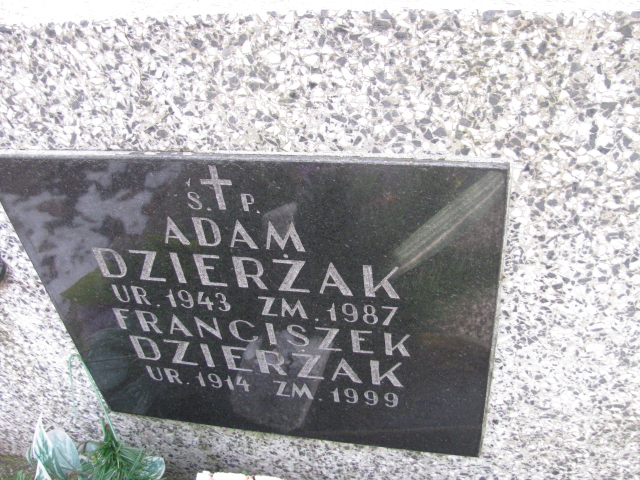 Ś. P.
ADAM
DZIERŻAK
UR. 1943 ZM. 1987
FRANCISZEK
DZIERŻAK
UR. 1914 ZM. 1999